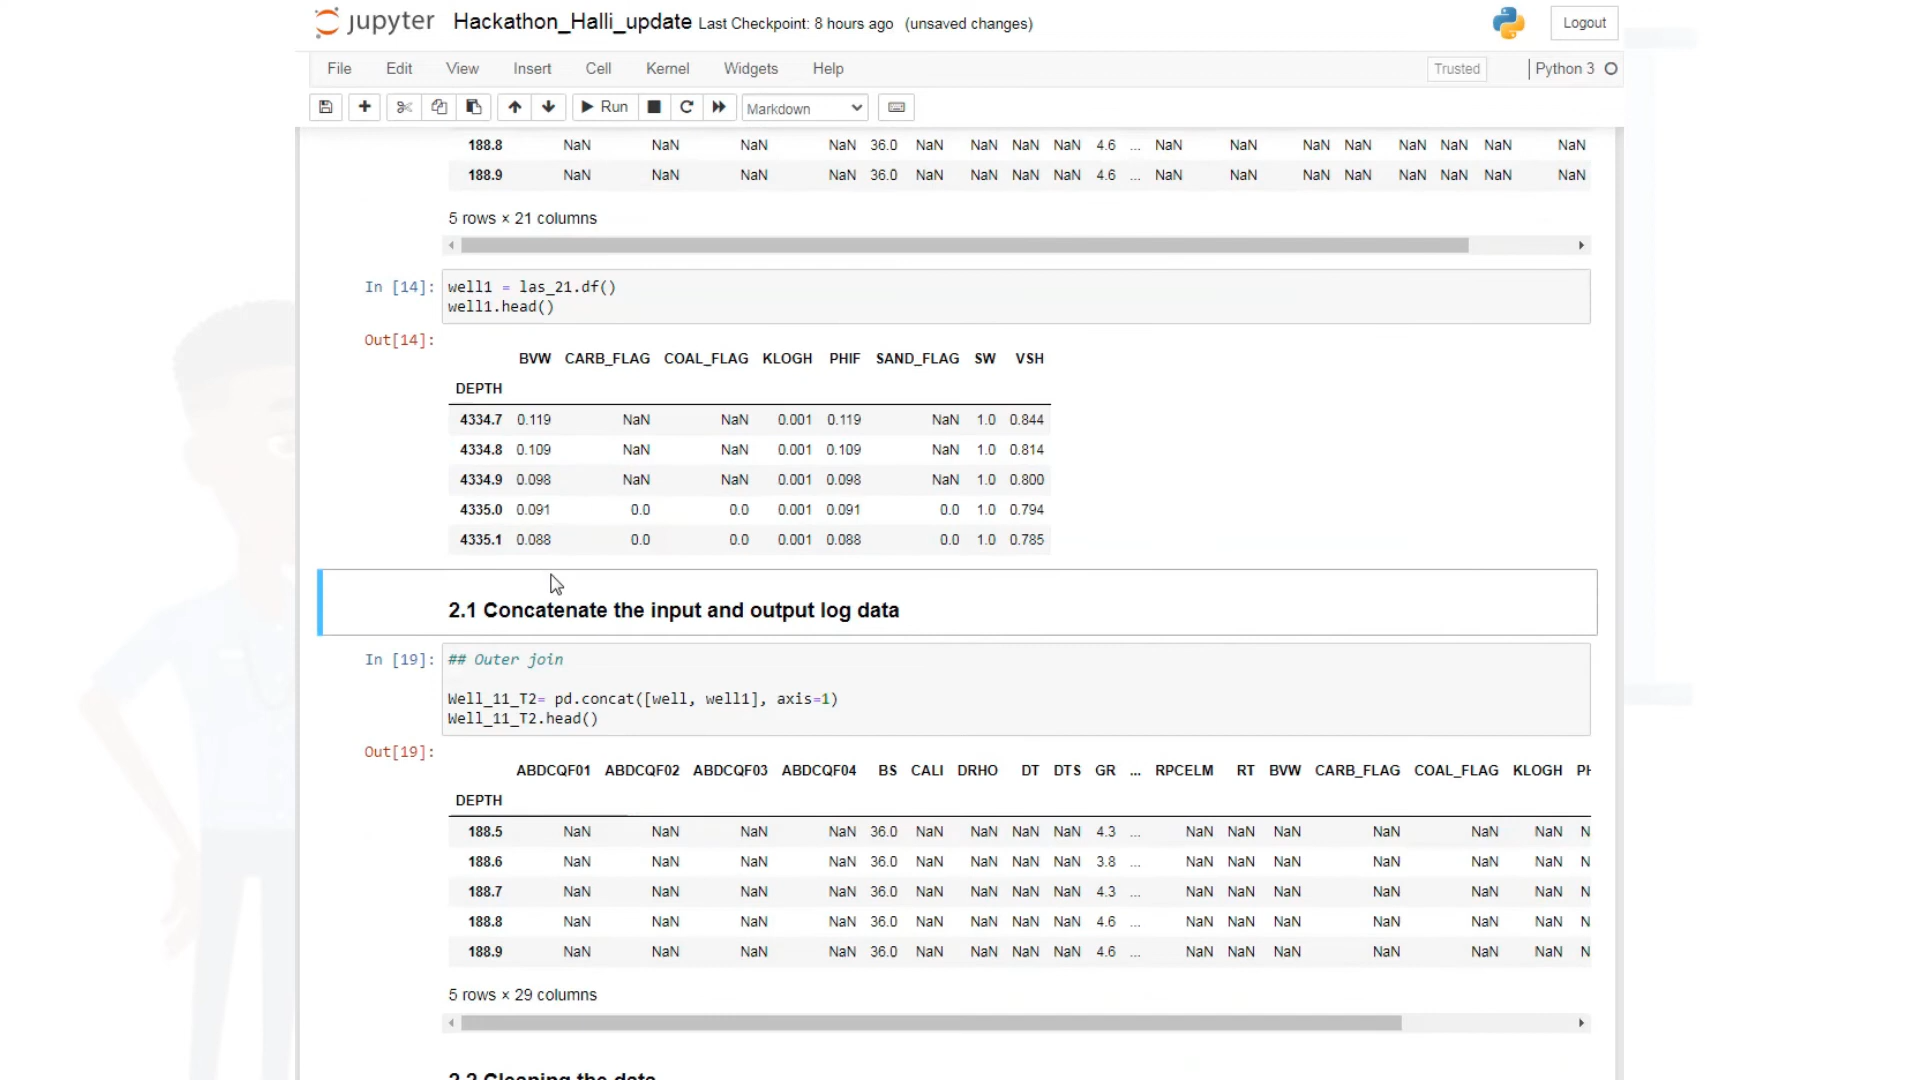 jupyter Hackathon_Halli_update Last Checkpoint: 8 hours ago (unsaved changes) Logout
File Edit View Insert Cell Kernel Widgets Help Trusted Python 3
Run Markdown
188.8 NaN NaN NaN NaN 36.0 NaN NaN NaN NaN 4.6 ... NaN NaN NaN NaN NaN NaN NaN NaN
188.9 NaN NaN NaN NaN 36.0 NaN NaN NaN NaN 4.6 ... NaN NaN NaN NaN NaN NaN NaN NaN
5 rows × 21 columns
In [14]: well1 = las_21.df()
well1.head()
Out[14]:
BVW CARB_FLAG COAL_FLAG KLOGH PHIF SAND_FLAG SW VSH
DEPTH
4334.7 0.119 NaN NaN 0.001 0.119 NaN 1.0 0.844
4334.8 0.109 NaN NaN 0.001 0.109 NaN 1.0 0.814
4334.9 0.098 NaN NaN 0.001 0.098 NaN 1.0 0.800
4335.0 0.091 0.0 0.0 0.001 0.091 0.0 1.0 0.794
4335.1 0.088 0.0 0.0 0.001 0.088 0.0 1.0 0.785
2.1 Concatenate the input and output log data
In [19]: ## Outer join
Well_11_T2= pd.concat([well, well1], axis=1)
Well_11_T2.head()
Out[19]:
ABDCQF01 ABDCQF02 ABDCQF03 ABDCQF04 BS CALI DRHO DT DTS GR ... RPCELM RT BVW CARB_FLAG COAL_FLAG KLOGH PH
DEPTH
188.5 NaN NaN NaN NaN 36.0 NaN NaN NaN NaN 4.3 ... NaN NaN NaN NaN NaN NaN N
188.6 NaN NaN NaN NaN 36.0 NaN NaN NaN NaN 3.8 ... NaN NaN NaN NaN NaN NaN N
188.7 NaN NaN NaN NaN 36.0 NaN NaN NaN NaN 4.3 ... NaN NaN NaN NaN NaN NaN N
188.8 NaN NaN NaN NaN 36.0 NaN NaN NaN NaN 4.6 ... NaN NaN NaN NaN NaN NaN N
188.9 NaN NaN NaN NaN 36.0 NaN NaN NaN NaN 4.6 ... NaN NaN NaN NaN NaN NaN N
5 rows × 29 columns
2.2 Cleaning the data